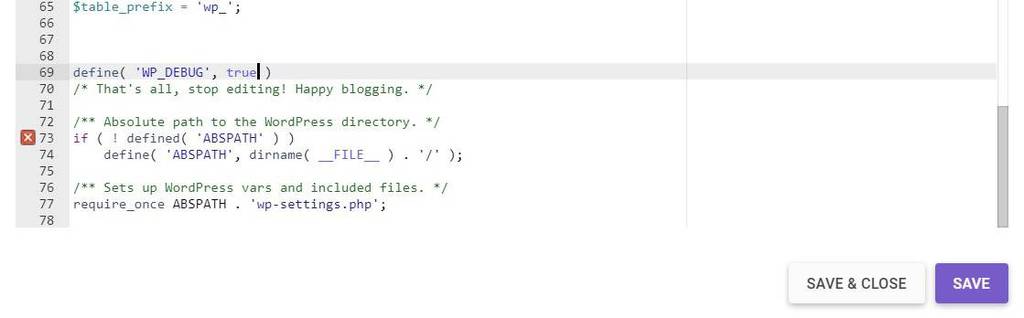 65 $table_prefix = 'wp_';
66
67
68
69 define( 'WP_DEBUG', true )
70 /* That's all, stop editing! Happy blogging. */
71
72 /** Absolute path to the WordPress directory. */
73 if ( ! defined( 'ABSPATH' ) )
74 define( 'ABSPATH', dirname( __FILE__ ) . '/' );
75
76 /** Sets up WordPress vars and included files. */
77 require_once ABSPATH . 'wp-settings.php';
78
SAVE & CLOSE
SAVE